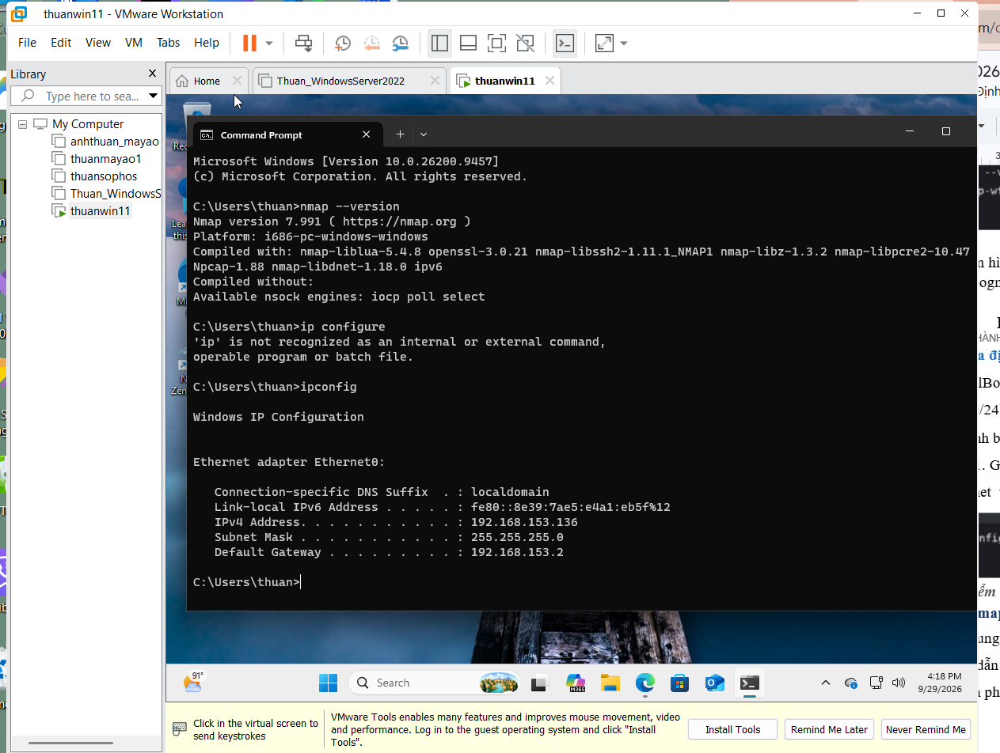 thuanwin11 - VMware Workstation
File Edit View VM Tabs Help
Library
Type here to sea...
My Computer
anhthuan_mayao
thuanmayao1
thuansophos
Thuan_WindowsS
thuanwin11
Home
Thuan_WindowsServer2022
thuanwin11
Command Prompt
Microsoft Windows [Version 10.0.26200.9457]
(c) Microsoft Corporation. All rights reserved.
C:\Users\thuan>nmap --version
Nmap version 7.991 ( https://nmap.org )
Platform: i686-pc-windows-windows
Compiled with: nmap-liblua-5.4.8 openssl-3.0.21 nmap-libssh2-1.11.1_NMAP1 nmap-libz-1.3.2 nmap-libpcre2-10.47
Npcap-1.88 nmap-libdnet-1.18.0 ipv6
Compiled without:
Available nsock engines: iocp poll select
C:\Users\thuan>ip configure
'ip' is not recognized as an internal or external command,
operable program or batch file.
C:\Users\thuan>ipconfig
Windows IP Configuration
Ethernet adapter Ethernet0:
Connection-specific DNS Suffix . : localdomain
Link-local IPv6 Address . . . . . : fe80::8e39:7ae5:e4a1:eb5f%12
IPv4 Address. . . . . . . . . . . : 192.168.153.136
Subnet Mask . . . . . . . . . . . : 255.255.255.0
Default Gateway . . . . . . . . . : 192.168.153.2
C:\Users\thuan>
91°
Search
M365
4:18 PM
9/29/2026
Click in the virtual screen to
send keystrokes
VMware Tools enables many features and improves mouse movement, video
and performance. Log in to the guest operating system and click "Install
Tools".
Install Tools
Remind Me Later
Never Remind Me